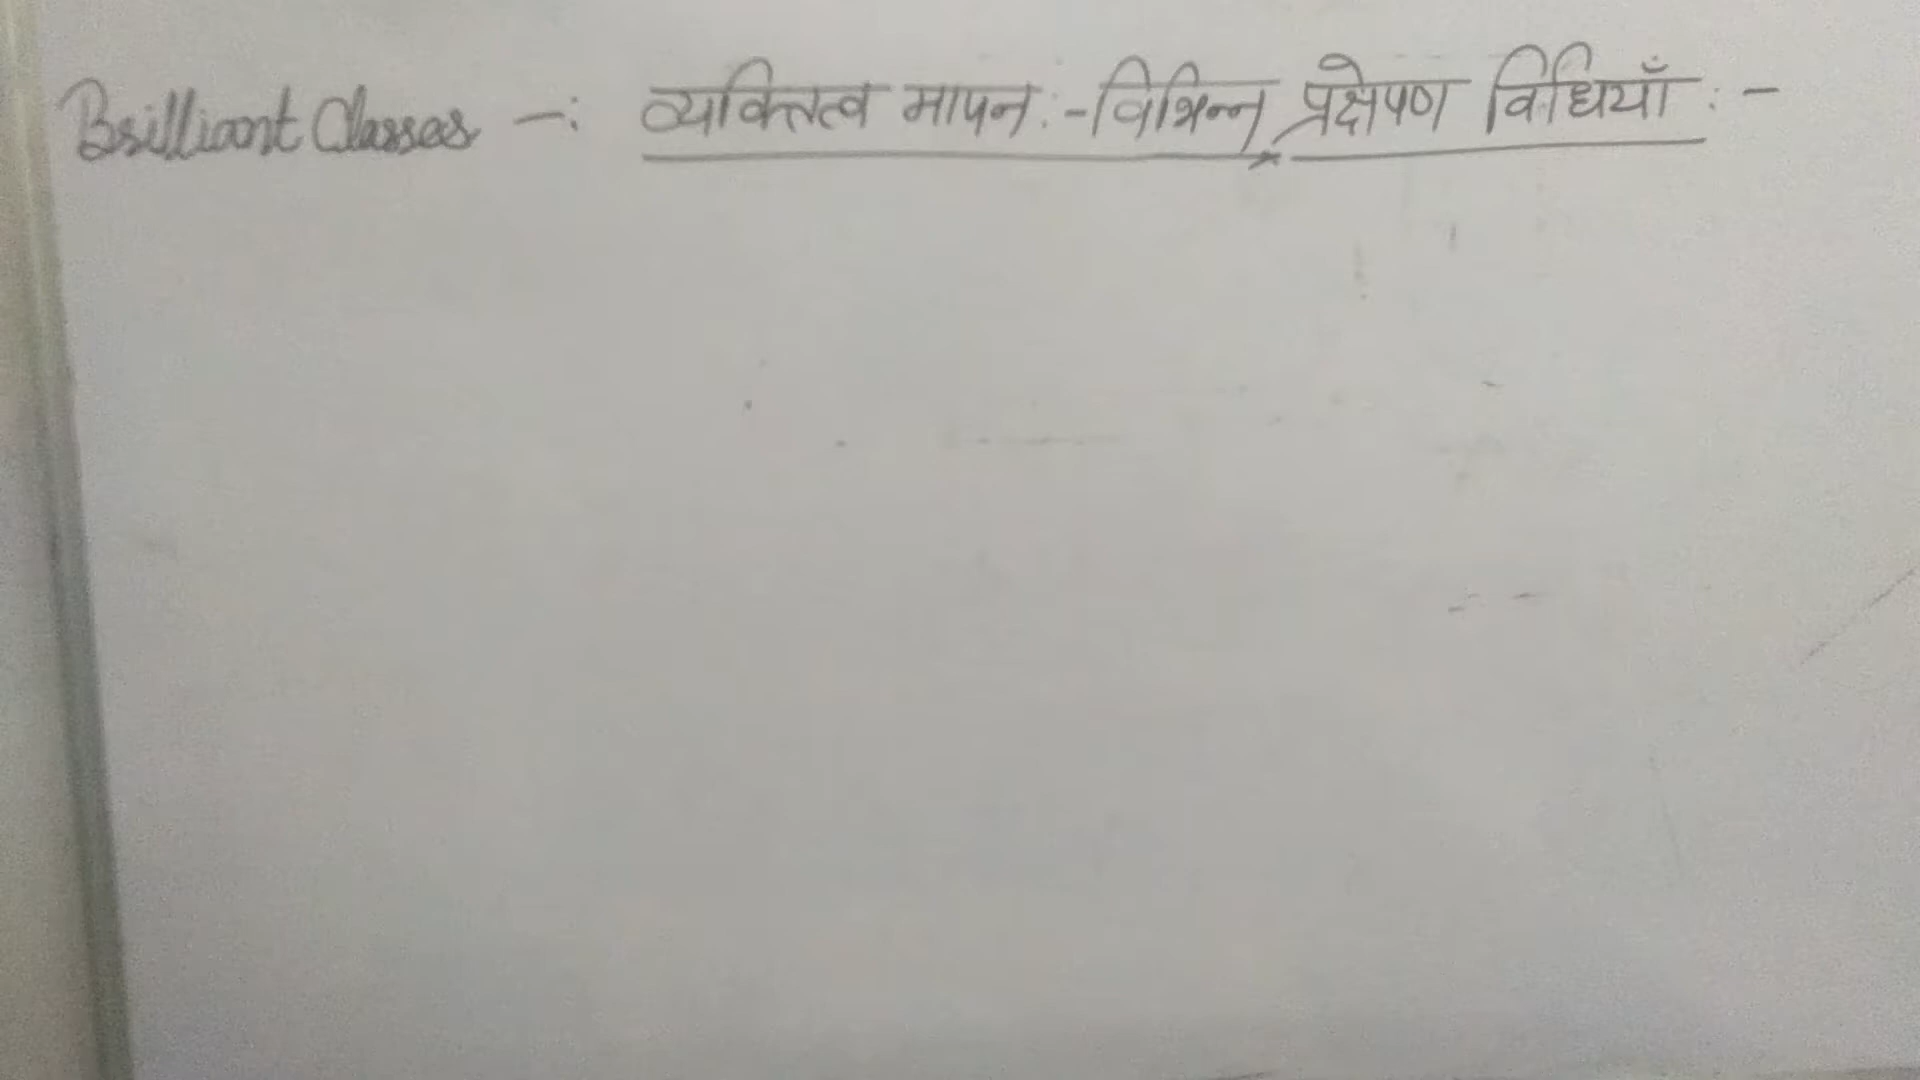 Brilliant Classes -: व्यक्तित्व मापन :- विभिन्न प्रक्षेपण विधियाँ :-